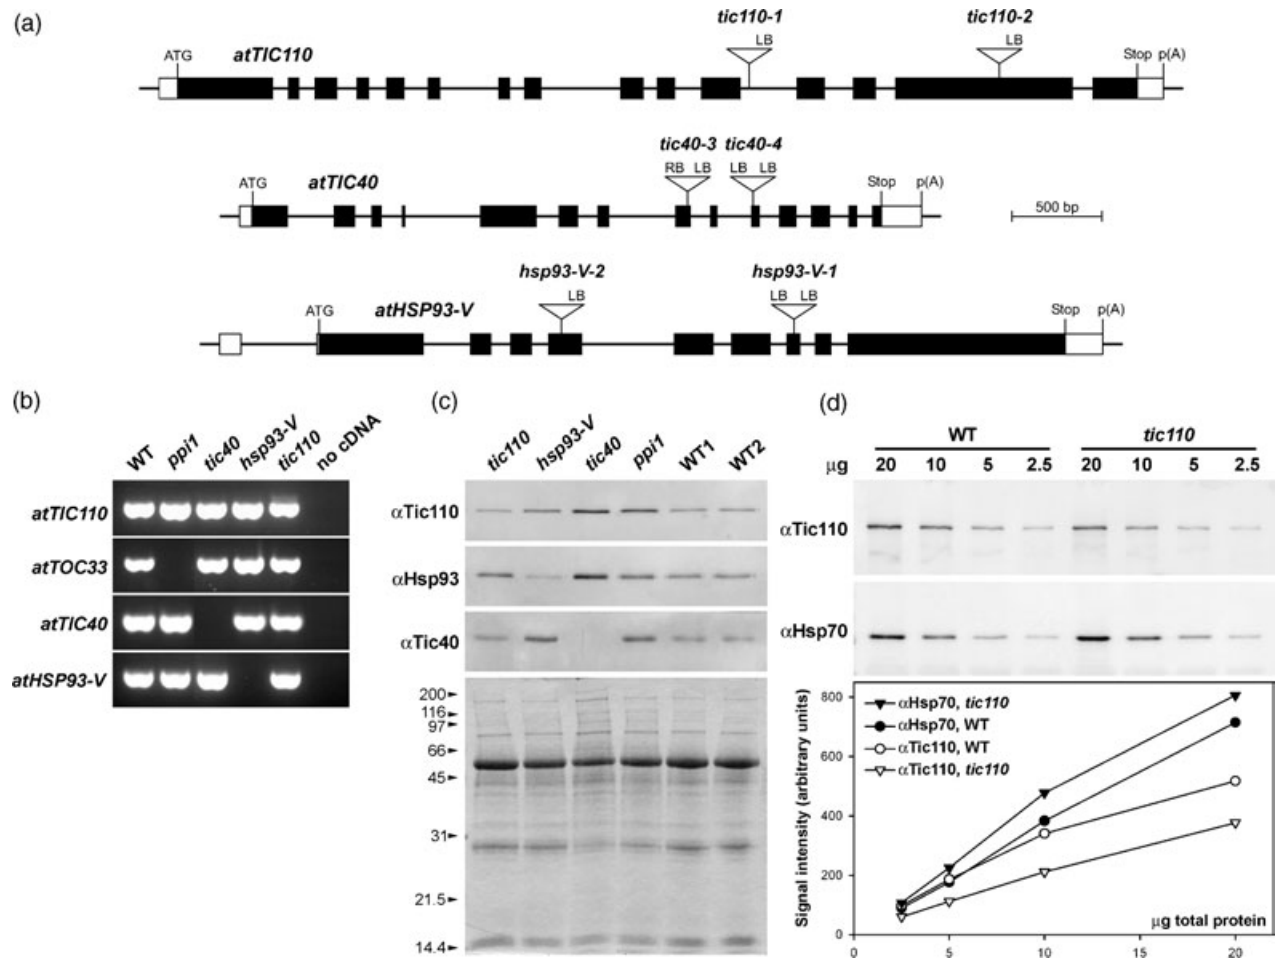 (a)
tic110-1 tic110-2
LB LB
ATG atTIC110 Stop p(A)
tic40-3 tic40-4
RB LB LB LB
ATG atTIC40 Stop p(A)
500 bp
hsp93-V-2 hsp93-V-1
LB LB LB
ATG atHSP93-V Stop p(A)
(b)
WT ppi1 tic40 hsp93-V tic110 no cDNA
atTIC110
atTOC33
atTIC40
atHSP93-V
(c)
tic110 hsp93-V tic40 ppi1 WT1 WT2
αTic110
αHsp93
αTic40
200
116
97
66
45
31
21.5
14.4
(d)
WT tic110
μg 20 10 5 2.5 20 10 5 2.5
αTic110
αHsp70
Signal intensity (arbitrary units)
800
600
400
200
0
αHsp70, tic110
αHsp70, WT
αTic110, WT
αTic110, tic110
μg total protein
0 5 10 15 20